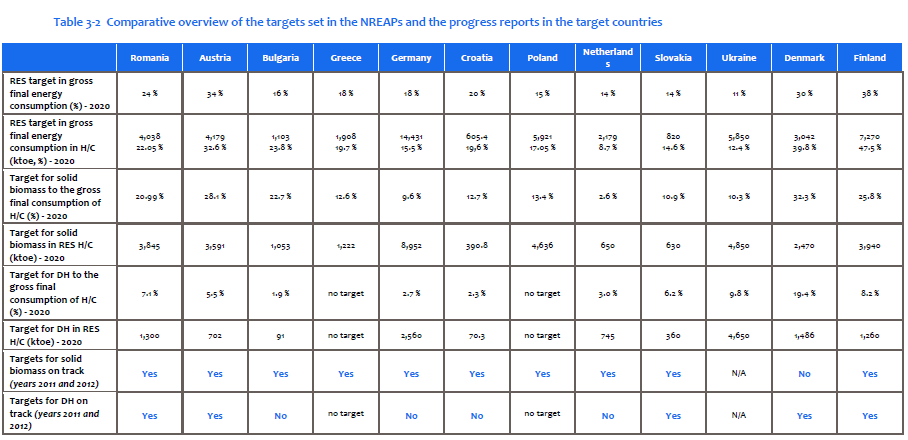 Table 3-2 Comparative overview of the targets set in the NREAPs and the progress reports in the target countries
Romania Austria Bulgaria Greece Germany Croatia Poland Netherland
s Slovakia Ukraine Denmark Finland
RES target in gross
final energy
consumption (%) - 2020
24 % 34 % 16 % 18 % 18 % 20 % 15 % 14 % 14 % 11 % 30 % 38 %
RES target in gross
final energy
consumption in H/C
(ktoe, %) - 2020
4,038 4,179 1,103 1,908 14,431 605.4 5,921 2,179 820 5,850 3,042 7,270
22.05 % 32.6 % 23.8 % 19.7 % 15.5 % 19,6 % 17.05 % 8.7 % 14.6 % 12.4 % 39.8 % 47.5 %
Target for solid
biomass to the gross
final consumption of
H/C (%) - 2020
20.99 % 28.1 % 22.7 % 12.6 % 9.6 % 12.7 % 13.4 % 2.6 % 10.9 % 10.3 % 32.3 % 25.8 %
Target for solid
biomass in RES H/C
(ktoe) - 2020
3,845 3,591 1,053 1,222 8,952 390.8 4,636 650 630 4,850 2,470 3,940
Target for DH to the
gross final
consumption of H/C
(%) - 2020
7.1 % 5.5 % 1.9 % no target 2.7 % 2.3 % no target 3.0 % 6.2 % 9.8 % 19.4 % 8.2 %
Target for DH in RES
H/C (ktoe) - 2020
1,300 702 91 no target 2,560 70.3 no target 745 360 4,650 1,486 1,260
Targets for solid
biomass on track
(years 2011 and 2012)
Yes Yes Yes Yes Yes Yes Yes Yes Yes N/A No Yes
Targets for DH on
track (years 2011 and
2012)
Yes Yes No no target No No no target No Yes N/A Yes Yes